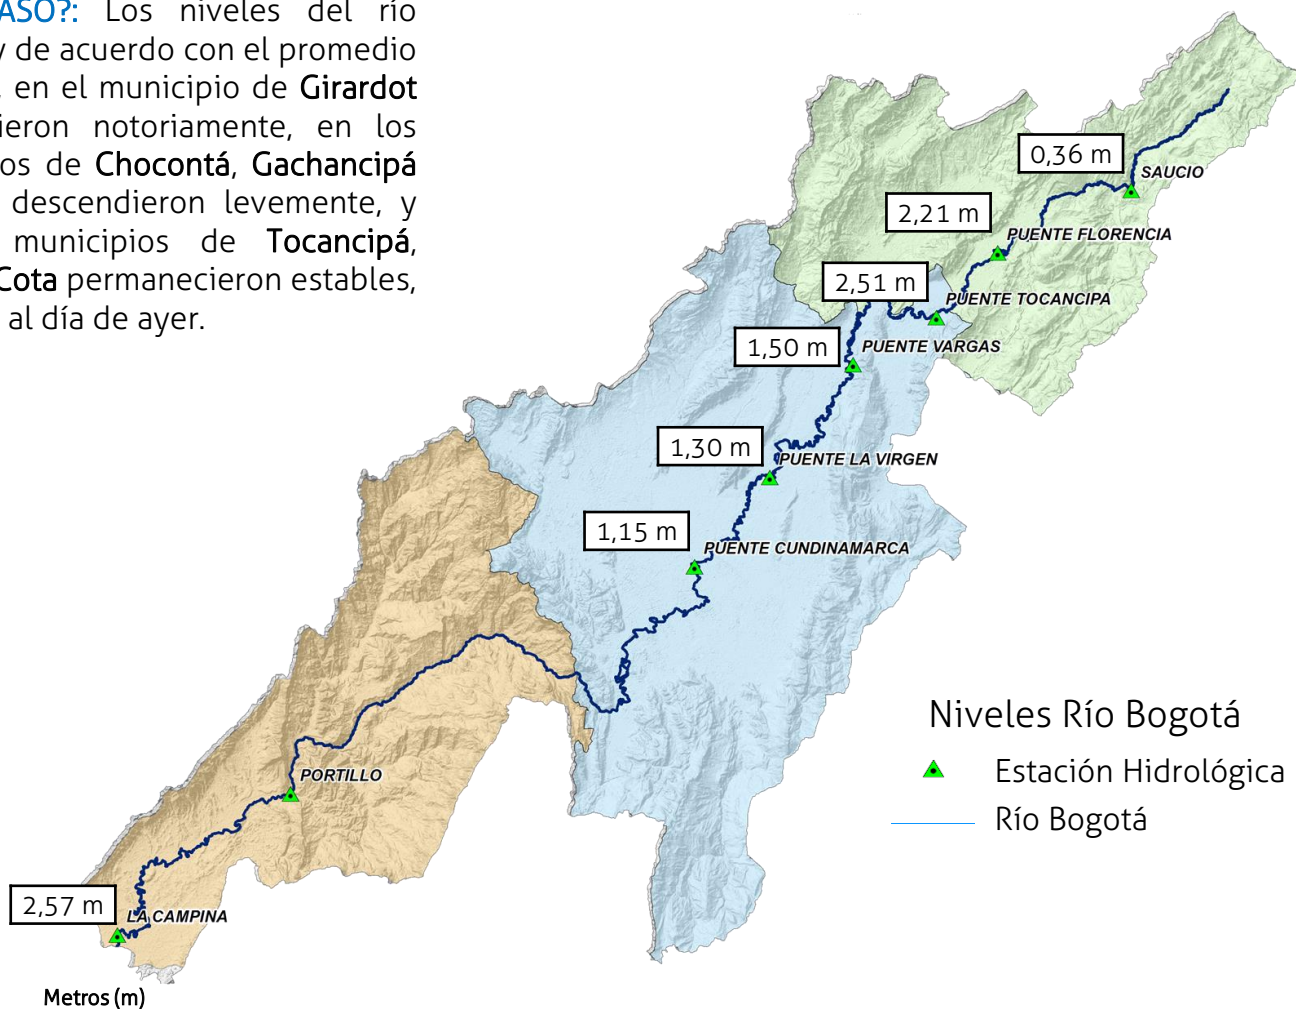 ASO?: Los niveles del río
y de acuerdo con el promedio
en el municipio de Girardot
ieron notoriamente, en los
os de Chocontá, Gachancipá
descendieron levemente, y
municipios de Tocancipá,
Cota permanecieron estables,
al día de ayer.
0,36 m
SAUCIO
2,21 m
PUENTE FLORENCIA
2,51 m
PUENTE TOCANCIPA
1,50 m
PUENTE VARGAS
1,30 m
PUENTE LA VIRGEN
1,15 m
PUENTE CUNDINAMARCA
PORTILLO
2,57 m
LA CAMPINA
Metros (m)
Niveles Río Bogotá
Estación Hidrológica
Río Bogotá